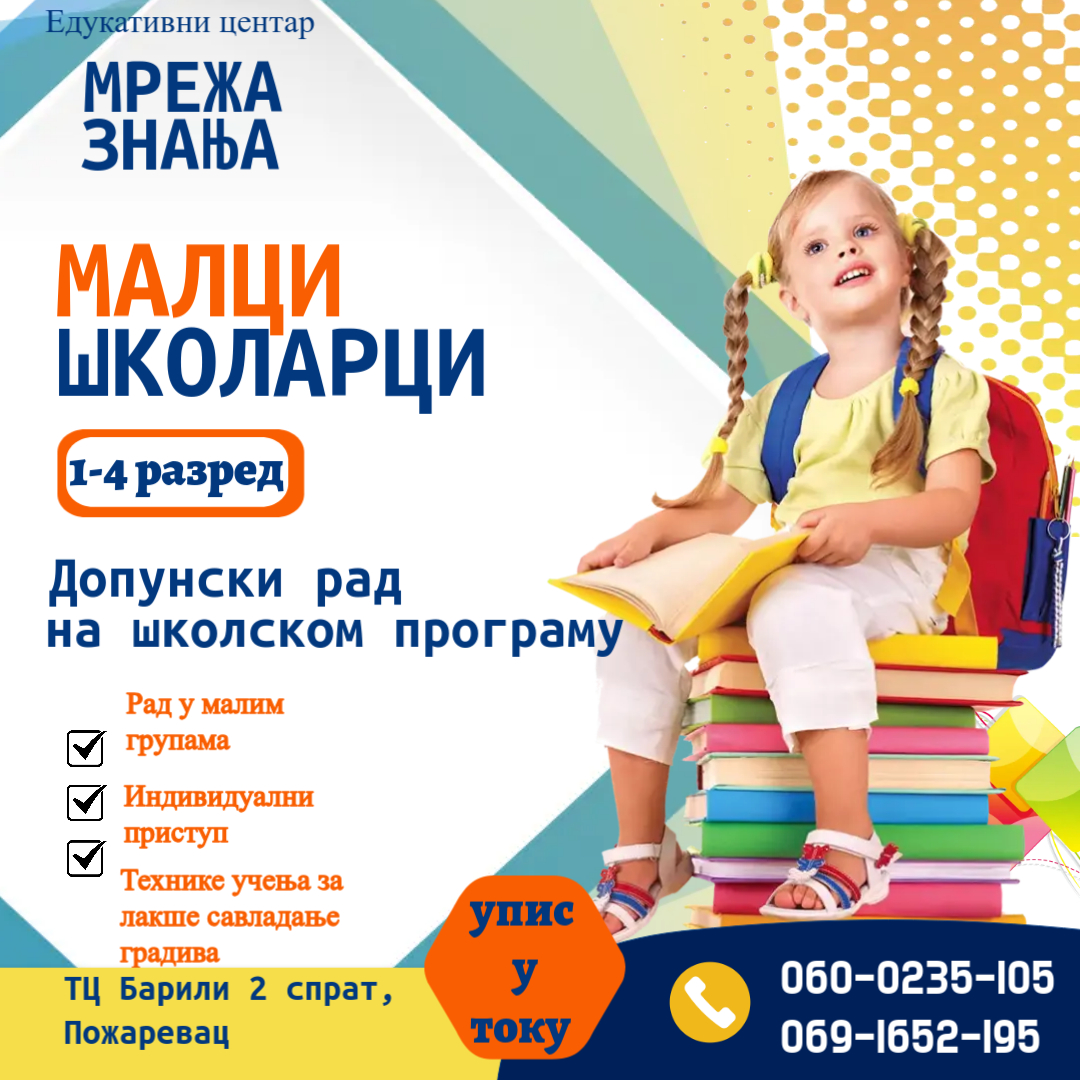 Едукативни центар
МРЕЖА
ЗНАЊА
МАЛЦИ
ШКОЛАРЦИ
1-4 разред
Допунски рад
на школском програму
Рад у малим
групама
Индивидуални
приступ
Технике учења за
лакше савладање
градива
ТЦ Барили 2 спрат,
Пожаревац
упис
у
току
060-0235-105
069-1652-195